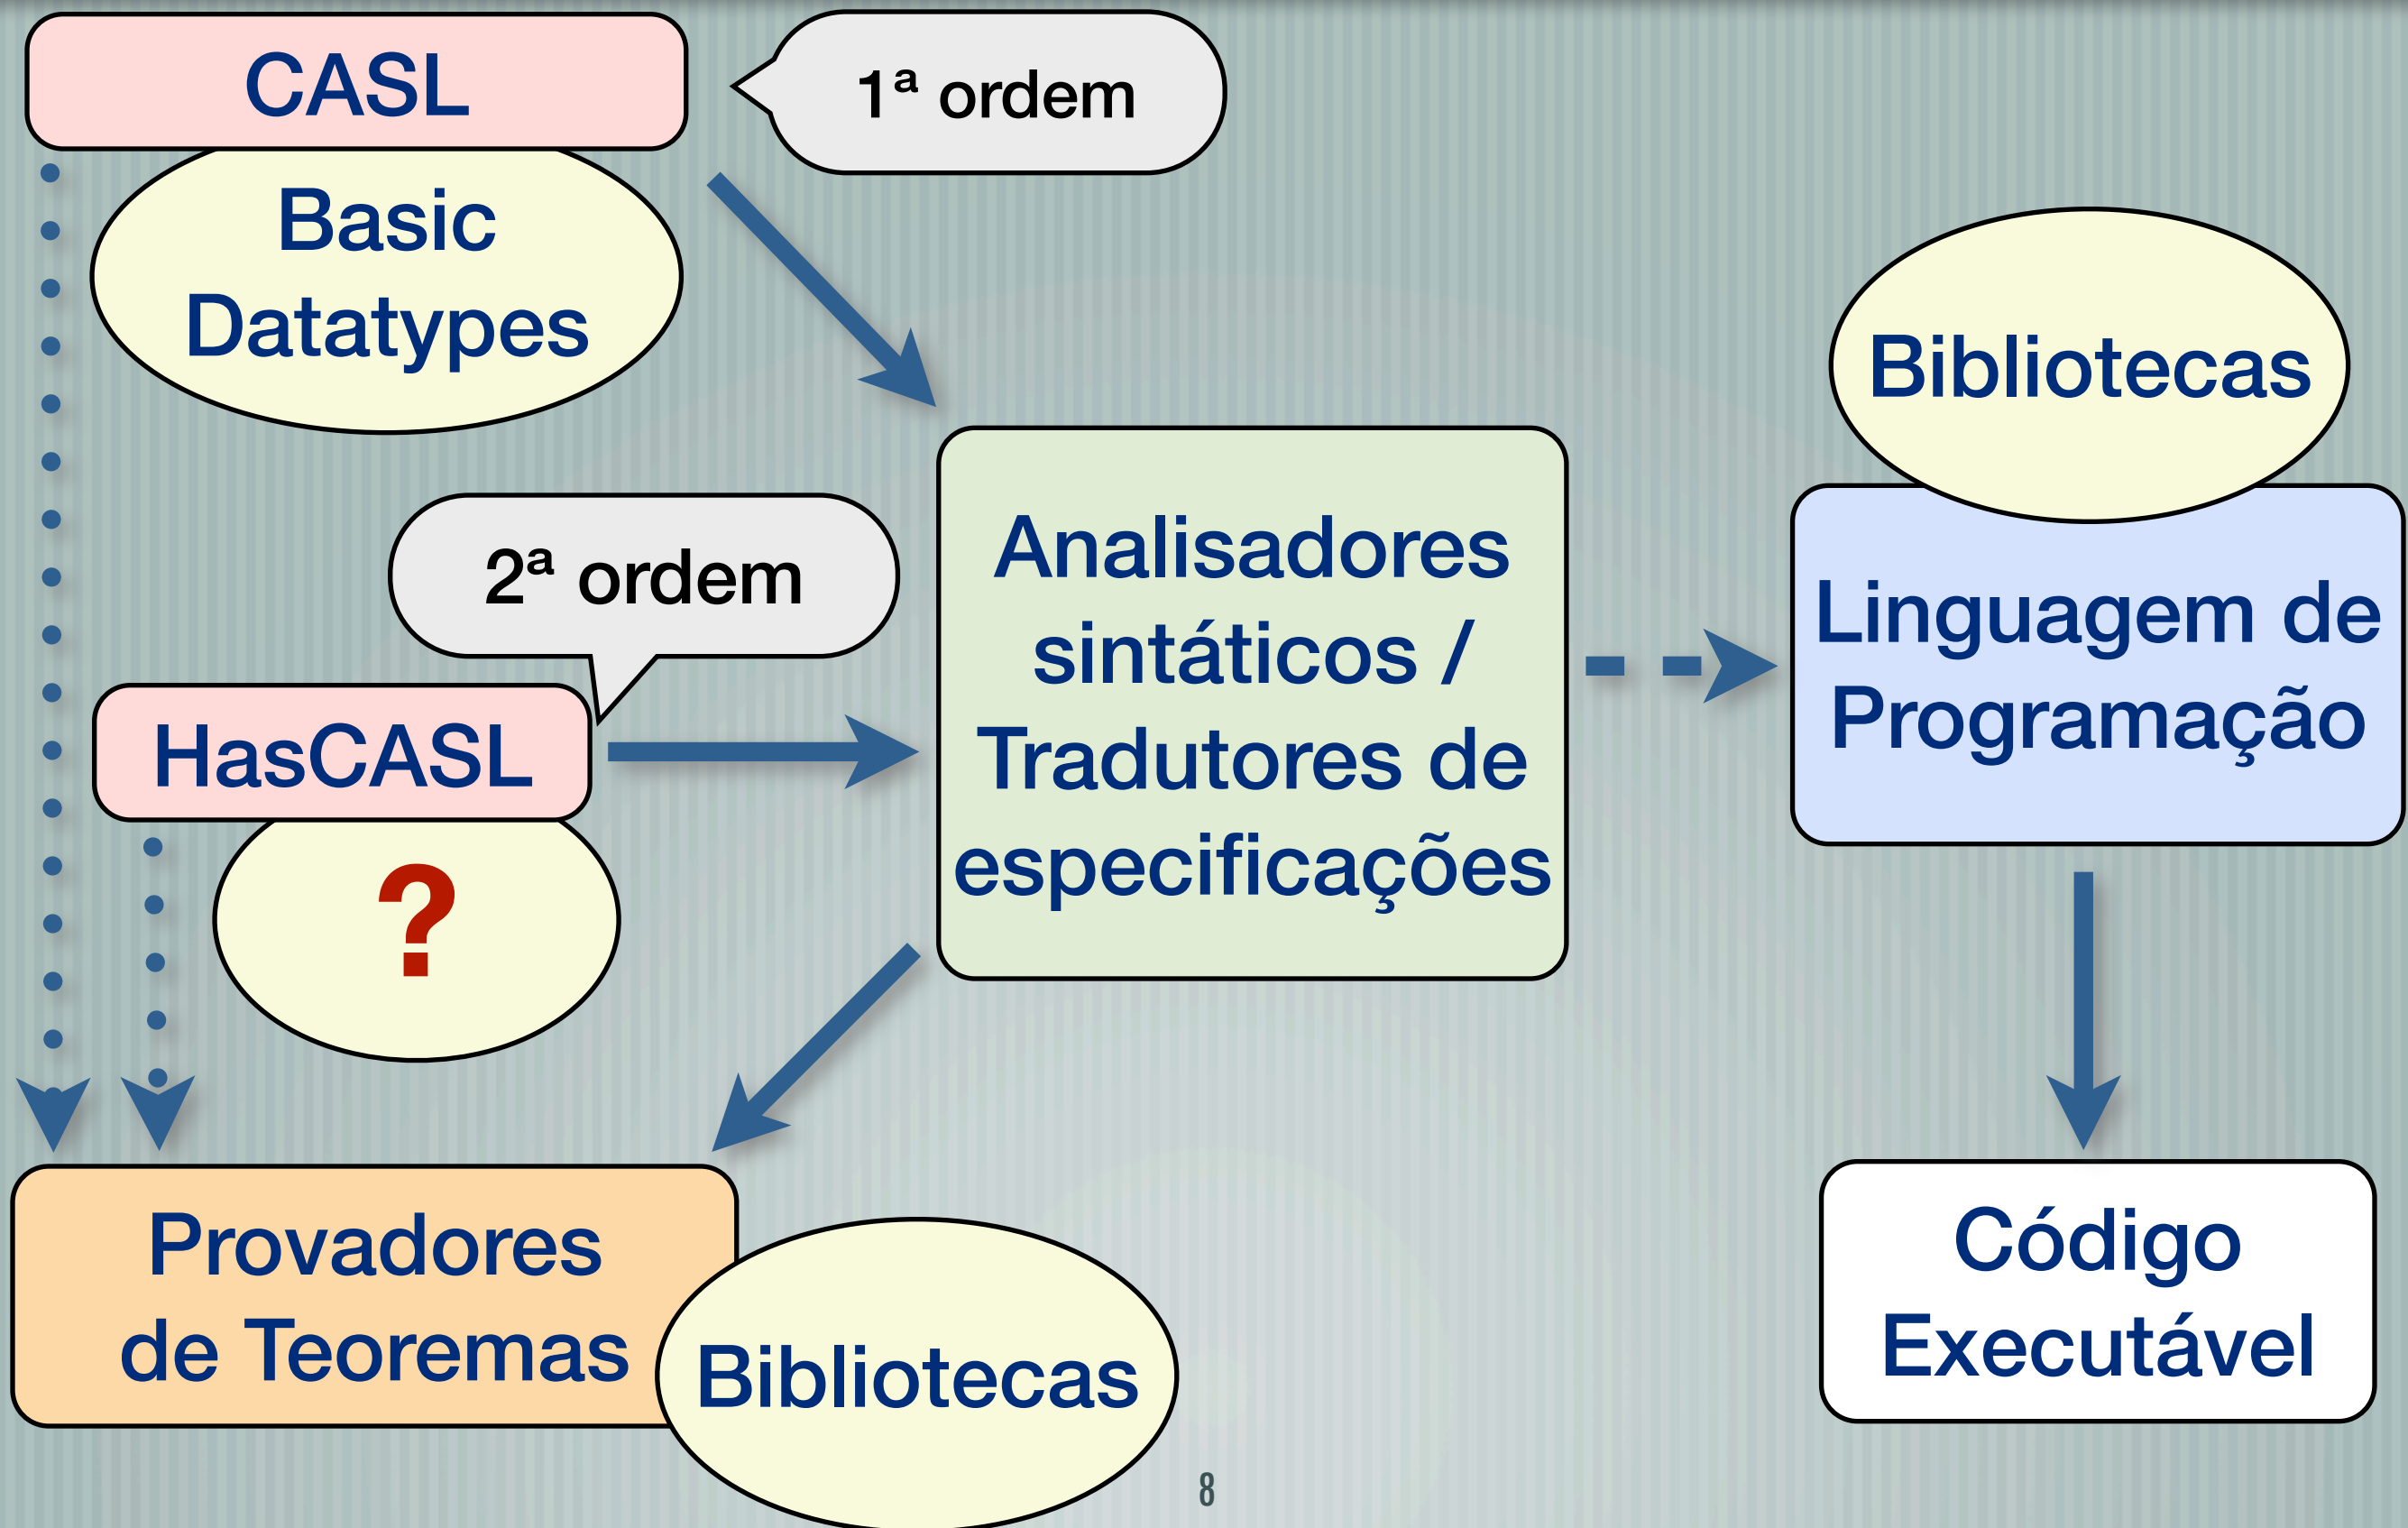 CASL
1ª ordem
Basic
Datatypes
Bibliotecas
2ª ordem
Analisadores
sintáticos /
Tradutores de
especificações
Linguagem de
Programação
HasCASL
?
Provadores
de Teoremas
Bibliotecas
Código
Executável
8